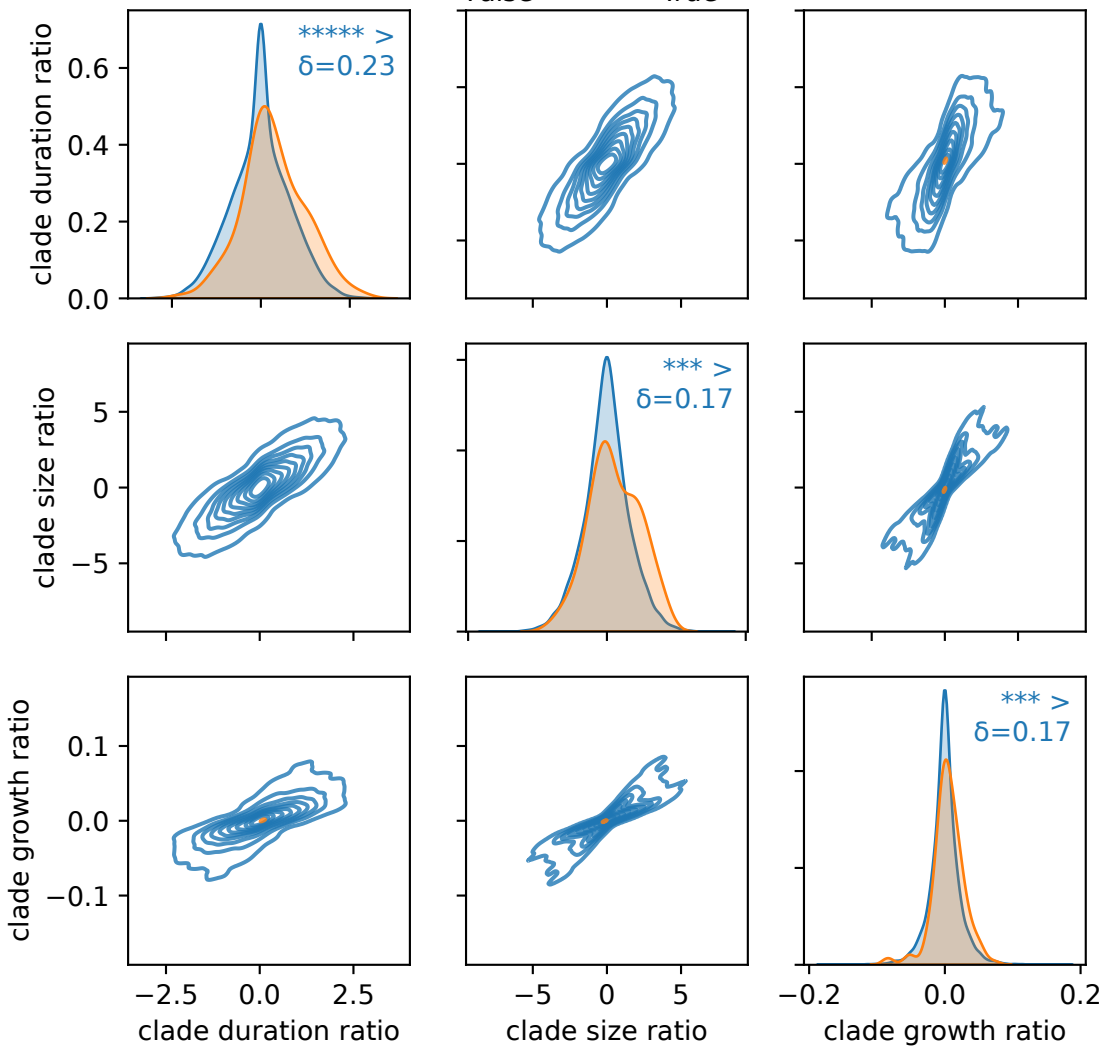 ***** >
δ=0.23
clade duration ratio
0.6
0.4
0.2
0.0
*** >
δ=0.17
clade size ratio
5
0
−5
*** >
δ=0.17
clade growth ratio
0.1
0.0
−0.1
−2.5 0.0 2.5 −5 0 5 −0.2 0.0 0.2
clade duration ratio clade size ratio clade growth ratio